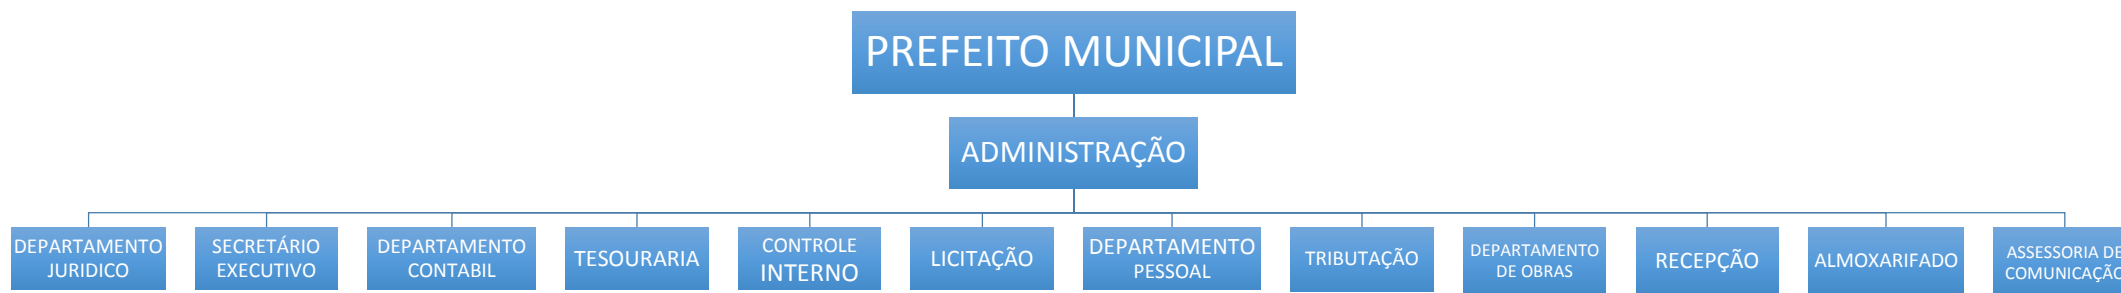 PREFEITO MUNICIPAL
ADMINISTRAÇÃO
DEPARTAMENTO
JURIDICO
SECRETÁRIO
EXECUTIVO
DEPARTAMENTO
CONTABIL
TESOURARIA
CONTROLE
INTERNO
LICITAÇÃO
DEPARTAMENTO
PESSOAL
TRIBUTAÇÃO
DEPARTAMENTO
DE OBRAS
RECEPÇÃO
ALMOXARIFADO
ASSESSORIA DE
COMUNICAÇÃO